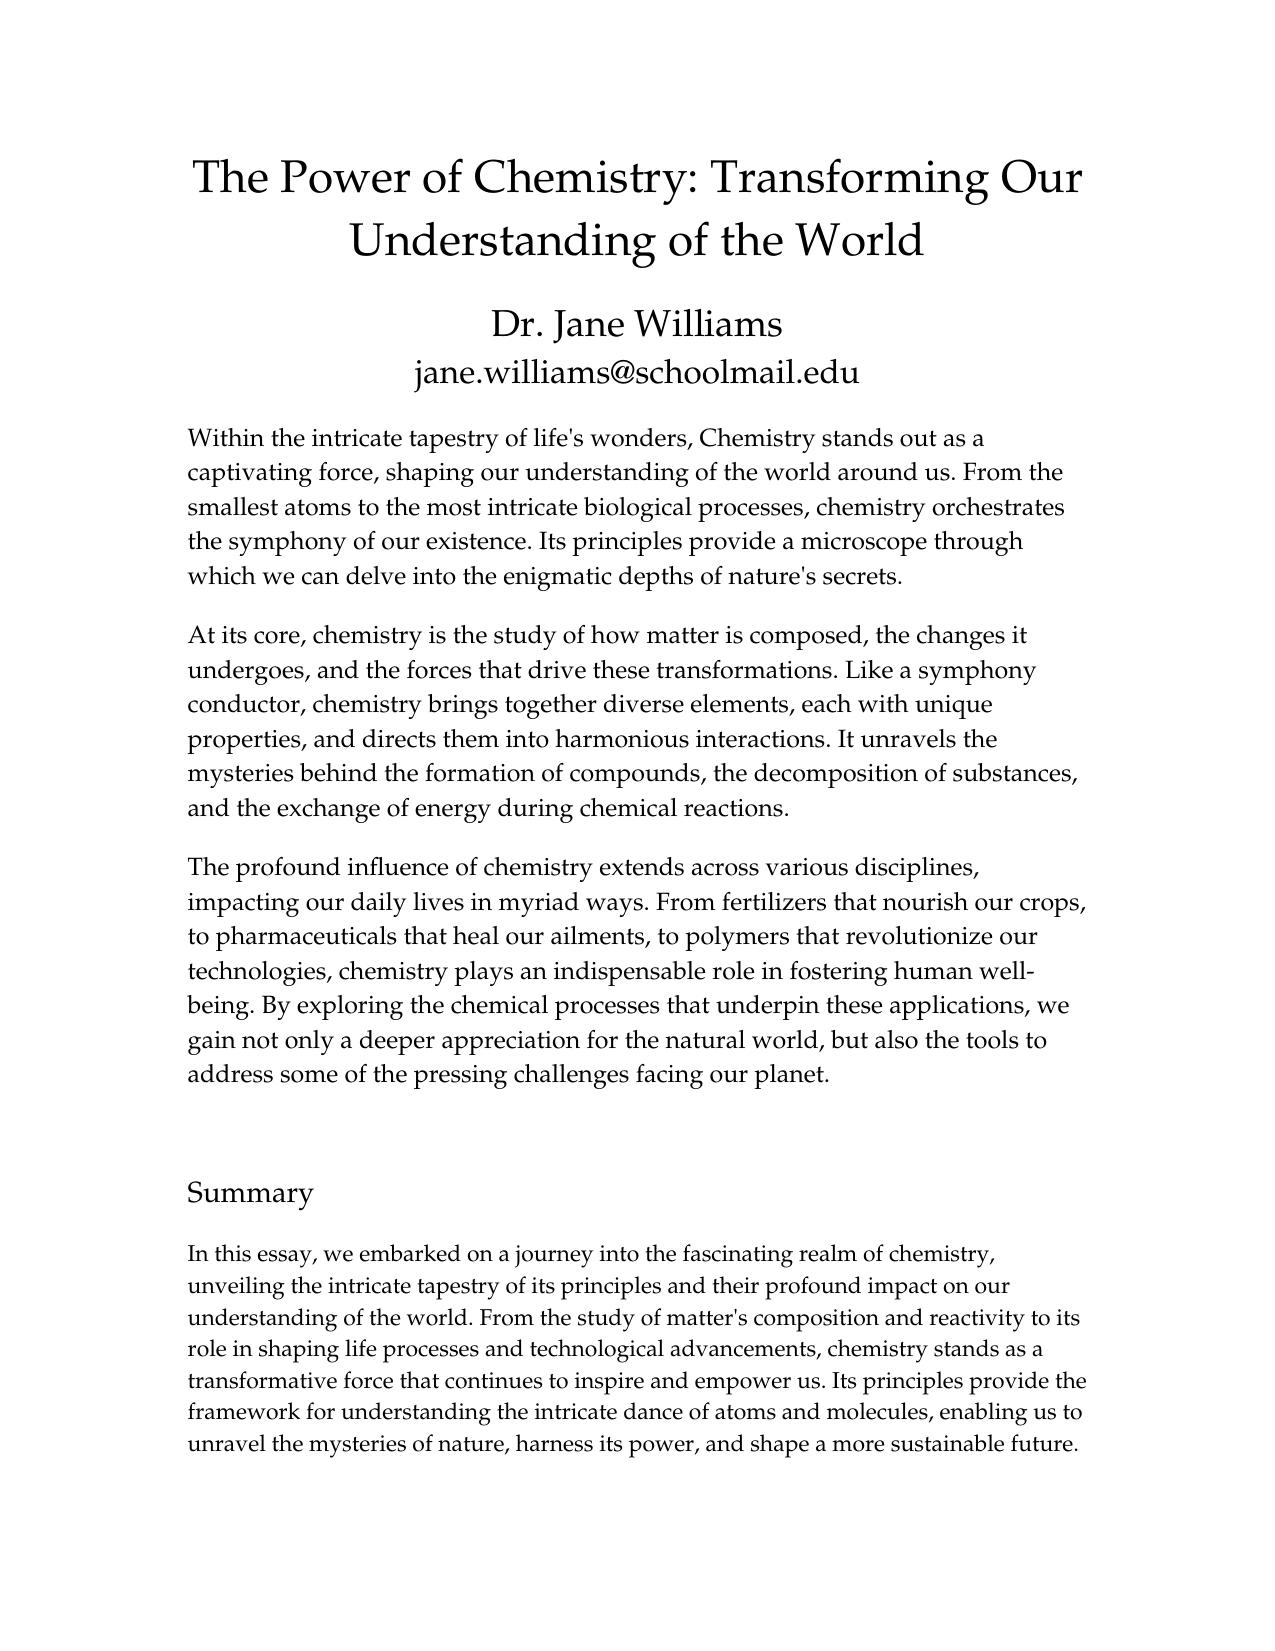 The Power of Chemistry: Transforming Our
Understanding of the World
Dr. Jane Williams
jane.williams@schoolmail.edu
Within the intricate tapestry of life's wonders, Chemistry stands out as a
captivating force, shaping our understanding of the world around us. From the
smallest atoms to the most intricate biological processes, chemistry orchestrates
the symphony of our existence. Its principles provide a microscope through
which we can delve into the enigmatic depths of nature's secrets.
At its core, chemistry is the study of how matter is composed, the changes it
undergoes, and the forces that drive these transformations. Like a symphony
conductor, chemistry brings together diverse elements, each with unique
properties, and directs them into harmonious interactions. It unravels the
mysteries behind the formation of compounds, the decomposition of substances,
and the exchange of energy during chemical reactions.
The profound influence of chemistry extends across various disciplines,
impacting our daily lives in myriad ways. From fertilizers that nourish our crops,
to pharmaceuticals that heal our ailments, to polymers that revolutionize our
technologies, chemistry plays an indispensable role in fostering human well-
being. By exploring the chemical processes that underpin these applications, we
gain not only a deeper appreciation for the natural world, but also the tools to
address some of the pressing challenges facing our planet.
Summary
In this essay, we embarked on a journey into the fascinating realm of chemistry,
unveiling the intricate tapestry of its principles and their profound impact on our
understanding of the world. From the study of matter's composition and reactivity to its
role in shaping life processes and technological advancements, chemistry stands as a
transformative force that continues to inspire and empower us. Its principles provide the
framework for understanding the intricate dance of atoms and molecules, enabling us to
unravel the mysteries of nature, harness its power, and shape a more sustainable future.